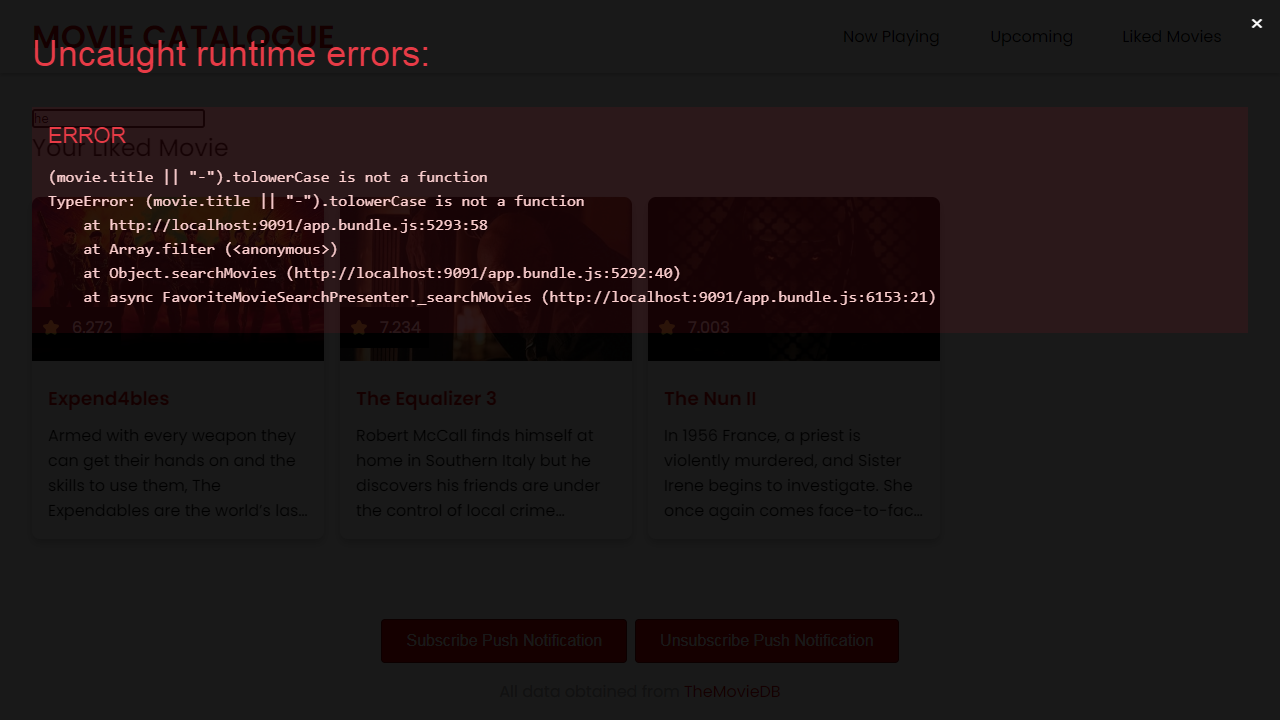 MOVIE CATALOGUE
Now Playing
Upcoming
Liked Movies
×
Uncaught runtime errors:
he
ERROR
Your Liked Movie
(movie.title || "-").tolowerCase is not a function
TypeError: (movie.title || "-").tolowerCase is not a function
at http://localhost:9091/app.bundle.js:5293:58
at Array.filter (<anonymous>)
at Object.searchMovies (http://localhost:9091/app.bundle.js:5292:40)
at async FavoriteMovieSearchPresenter._searchMovies (http://localhost:9091/app.bundle.js:6153:21)
6.272
7.234
7.003
Expend4bles
Armed with every weapon they
can get their hands on and the
skills to use them, The
Expendables are the world's las...
The Equalizer 3
Robert McCall finds himself at
home in Southern Italy but he
discovers his friends are under
the control of local crime...
The Nun II
In 1956 France, a priest is
violently murdered, and Sister
Irene begins to investigate. She
once again comes face-to-fac...
Subscribe Push Notification
Unsubscribe Push Notification
All data obtained from TheMovieDB